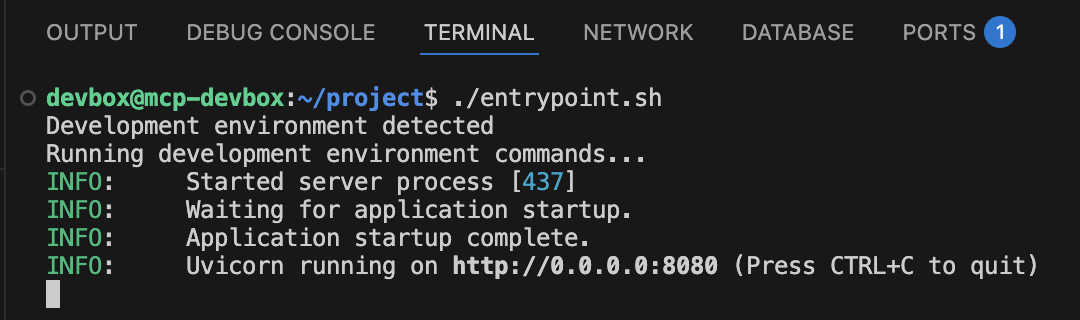 OUTPUT DEBUG CONSOLE TERMINAL NETWORK DATABASE PORTS 1
devbox@mcp-devbox:~/project$ ./entrypoint.sh
Development environment detected
Running development environment commands...
INFO:     Started server process [437]
INFO:     Waiting for application startup.
INFO:     Application startup complete.
INFO:     Uvicorn running on http://0.0.0.0:8080 (Press CTRL+C to quit)